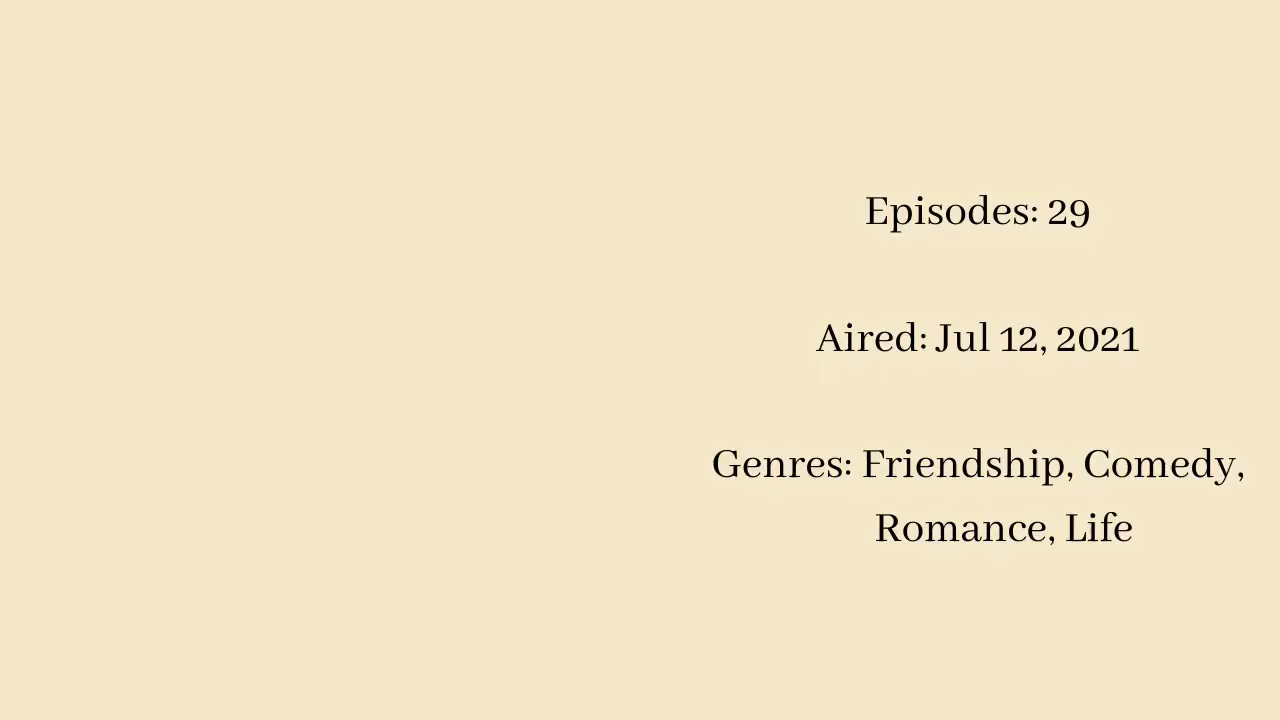 Episodes: 29
Aired: Jul 12, 2021
Genres: Friendship, Comedy,
Romance, Life